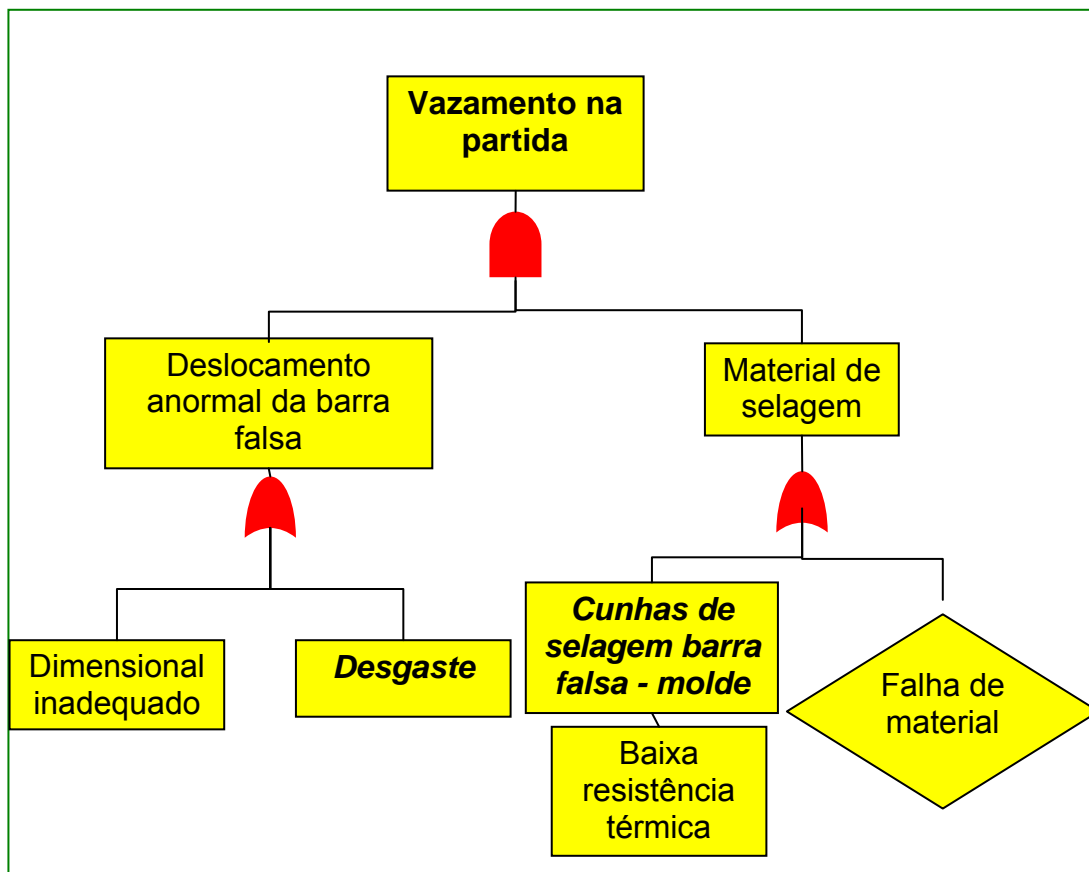 Vazamento na
partida
Deslocamento
anormal da barra
falsa
Material de
selagem
Dimensional
inadequado
Desgaste
Cunhas de
selagem barra
falsa - molde
Falha de
material
Baixa
resistência
térmica